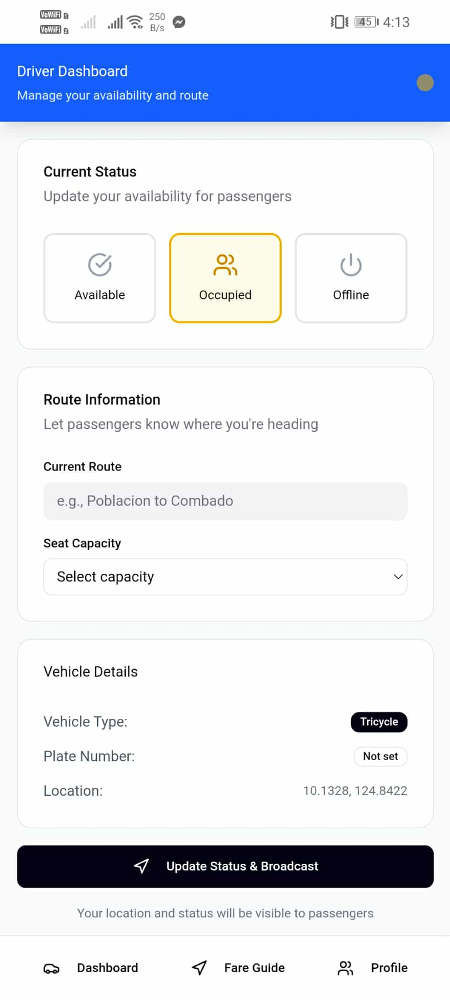 VoWiFi 1
VoWiFi 2
250
B/s
45
4:13
Driver Dashboard
Manage your availability and route
Current Status
Update your availability for passengers
Available
Occupied
Offline
Route Information
Let passengers know where you're heading
Current Route
e.g., Poblacion to Combado
Seat Capacity
Select capacity
Vehicle Details
Vehicle Type: Tricycle
Plate Number: Not set
Location: 10.1328, 124.8422
Update Status & Broadcast
Your location and status will be visible to passengers
Dashboard Fare Guide Profile